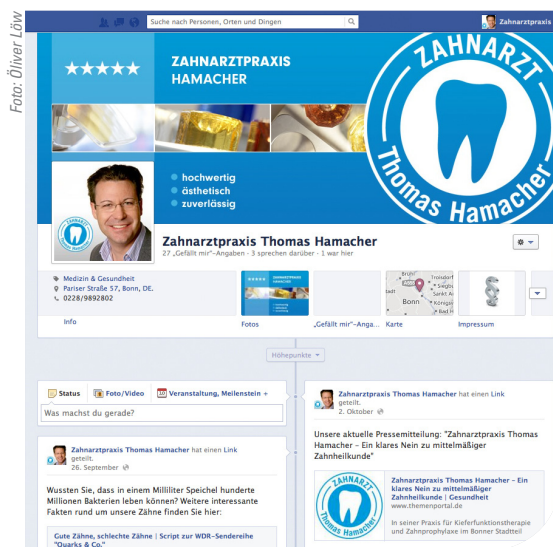 Foto: Öliver Löw
Suche nach Personen, Orten und Dingen
Zahnarztpraxis
ZAHNARZTPRAXIS
HAMACHER
hochwertig
ästhetisch
zuverlässig
ZAHNARZT
Thomas Hamacher
ZAHNARZT
Zahnarztpraxis Thomas Hamacher
27 „Gefällt mir“-Angaben · 3 sprechen darüber · 1 war hier
Medizin & Gesundheit
Pariser Straße 57, Bonn, DE.
0228/9892802
Info
Fotos
„Gefällt mir“-Anga...
Karte
Impressum
Brühl
Troisdorf
Bonn
Höhepunkte
Status
Foto/Video
Veranstaltung, Meilenstein +
Was machst du gerade?
Zahnarztpraxis Thomas Hamacher hat einen Link
geteilt.
26. September
Wussten Sie, dass in einem Milliliter Speichel hunderte
Millionen Bakterien leben können? Weitere interessante
Fakten rund um unsere Zähne finden Sie hier:
Gute Zähne, schlechte Zähne | Script zur WDR-Sendereihe
"Quarks & Co."
Zahnarztpraxis Thomas Hamacher hat einen Link
geteilt.
2. Oktober
Unsere aktuelle Pressemitteilung: "Zahnarztpraxis Thomas
Hamacher - Ein klares Nein zu mittelmäßiger
Zahnheilkunde"
ZAHNARZT
Thomas Hamacher
Zahnarztpraxis Thomas Hamacher - Ein
klares Nein zu mittelmäßiger
Zahnheilkunde | Gesundheit
www.themenportal.de
In seiner Praxis für Kieferfunktionstherapie
und Zahnprophylaxe im Bonner Stadtteil